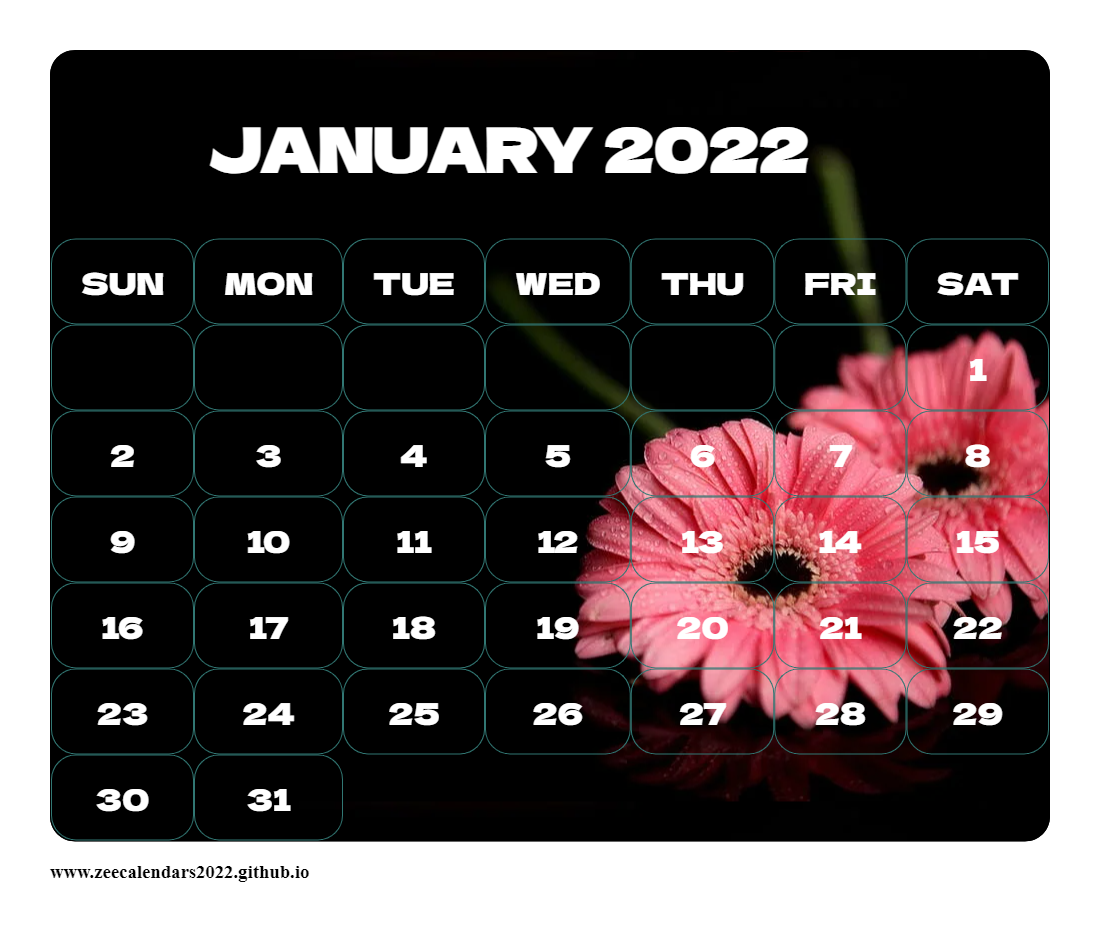 JANUARY 2022
SUN MON TUE WED THU FRI SAT
1
2 3 4 5 6 7 8
9 10 11 12 13 14 15
16 17 18 19 20 21 22
23 24 25 26 27 28 29
30 31
www.zeecalendars2022.github.io